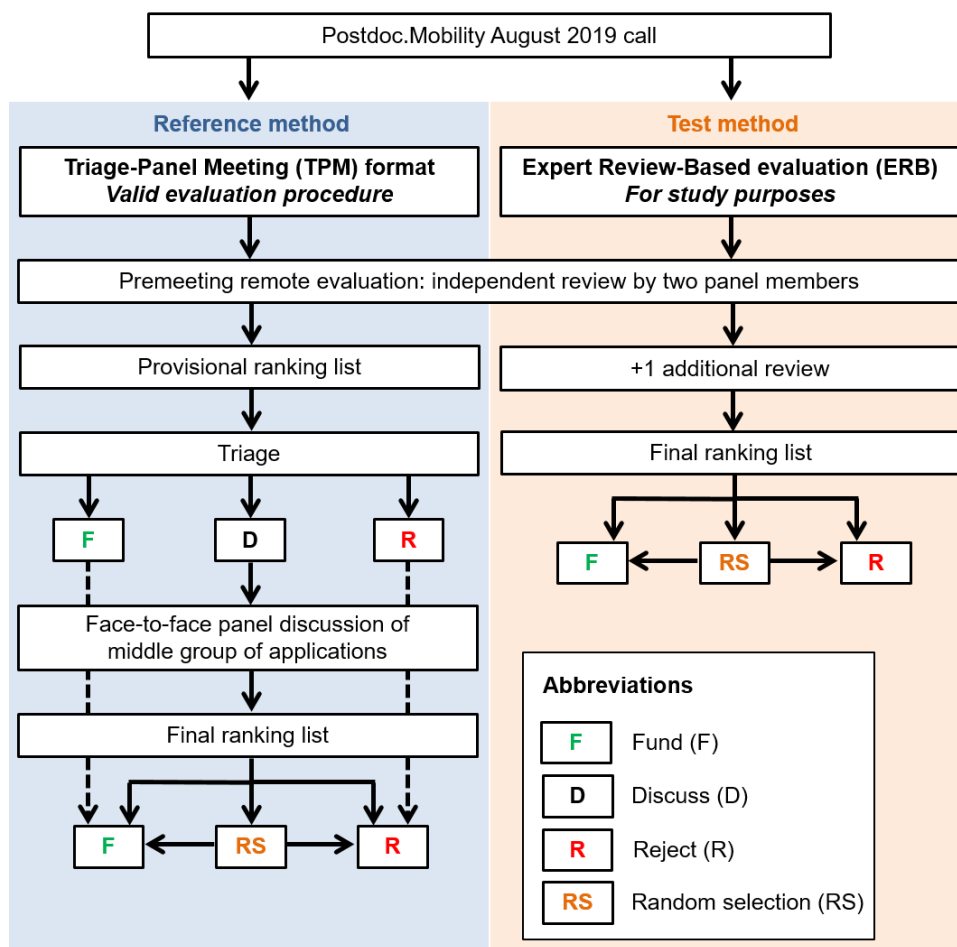 Postdoc.Mobility August 2019 call
Reference method
Test method
Triage-Panel Meeting (TPM) format
Valid evaluation procedure
Expert Review-Based evaluation (ERB)
For study purposes
Premeeting remote evaluation: independent review by two panel members
Provisional ranking list
+1 additional review
Triage
Final ranking list
F
D
R
F
RS
R
Face-to-face panel discussion of
middle group of applications
Final ranking list
F
RS
R
Abbreviations
F Fund (F)
D Discuss (D)
R Reject (R)
RS Random selection (RS)